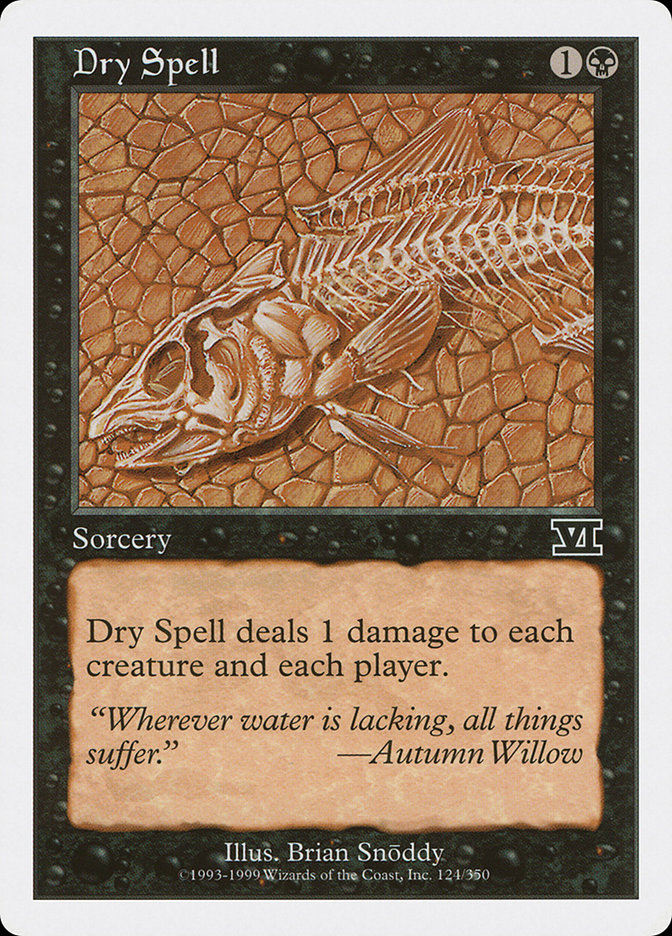 Dry Spell
1
Sorcery
VI
Dry Spell deals 1 damage to each
creature and each player.
“Wherever water is lacking, all things
suffer.” —Autumn Willow
Illus. Brian Snōddy
©1993-1999 Wizards of the Coast, Inc. 124/350